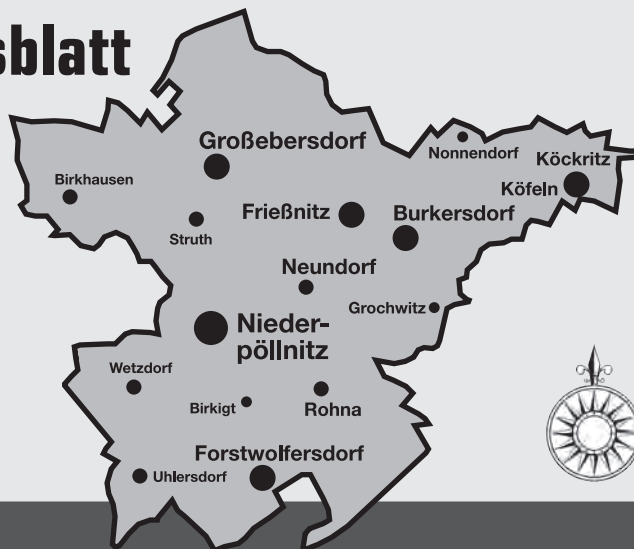 sblatt
Großebersdorf
Nonnendorf
Köckritz
Birkhausen
Köfeln
Frießnitz
Burkersdorf
Struth
Neundorf
Grochwitz
Nieder-
pöllnitz
Wetzdorf
Birkigt
Rohna
Forstwolfersdorf
Uhlersdorf